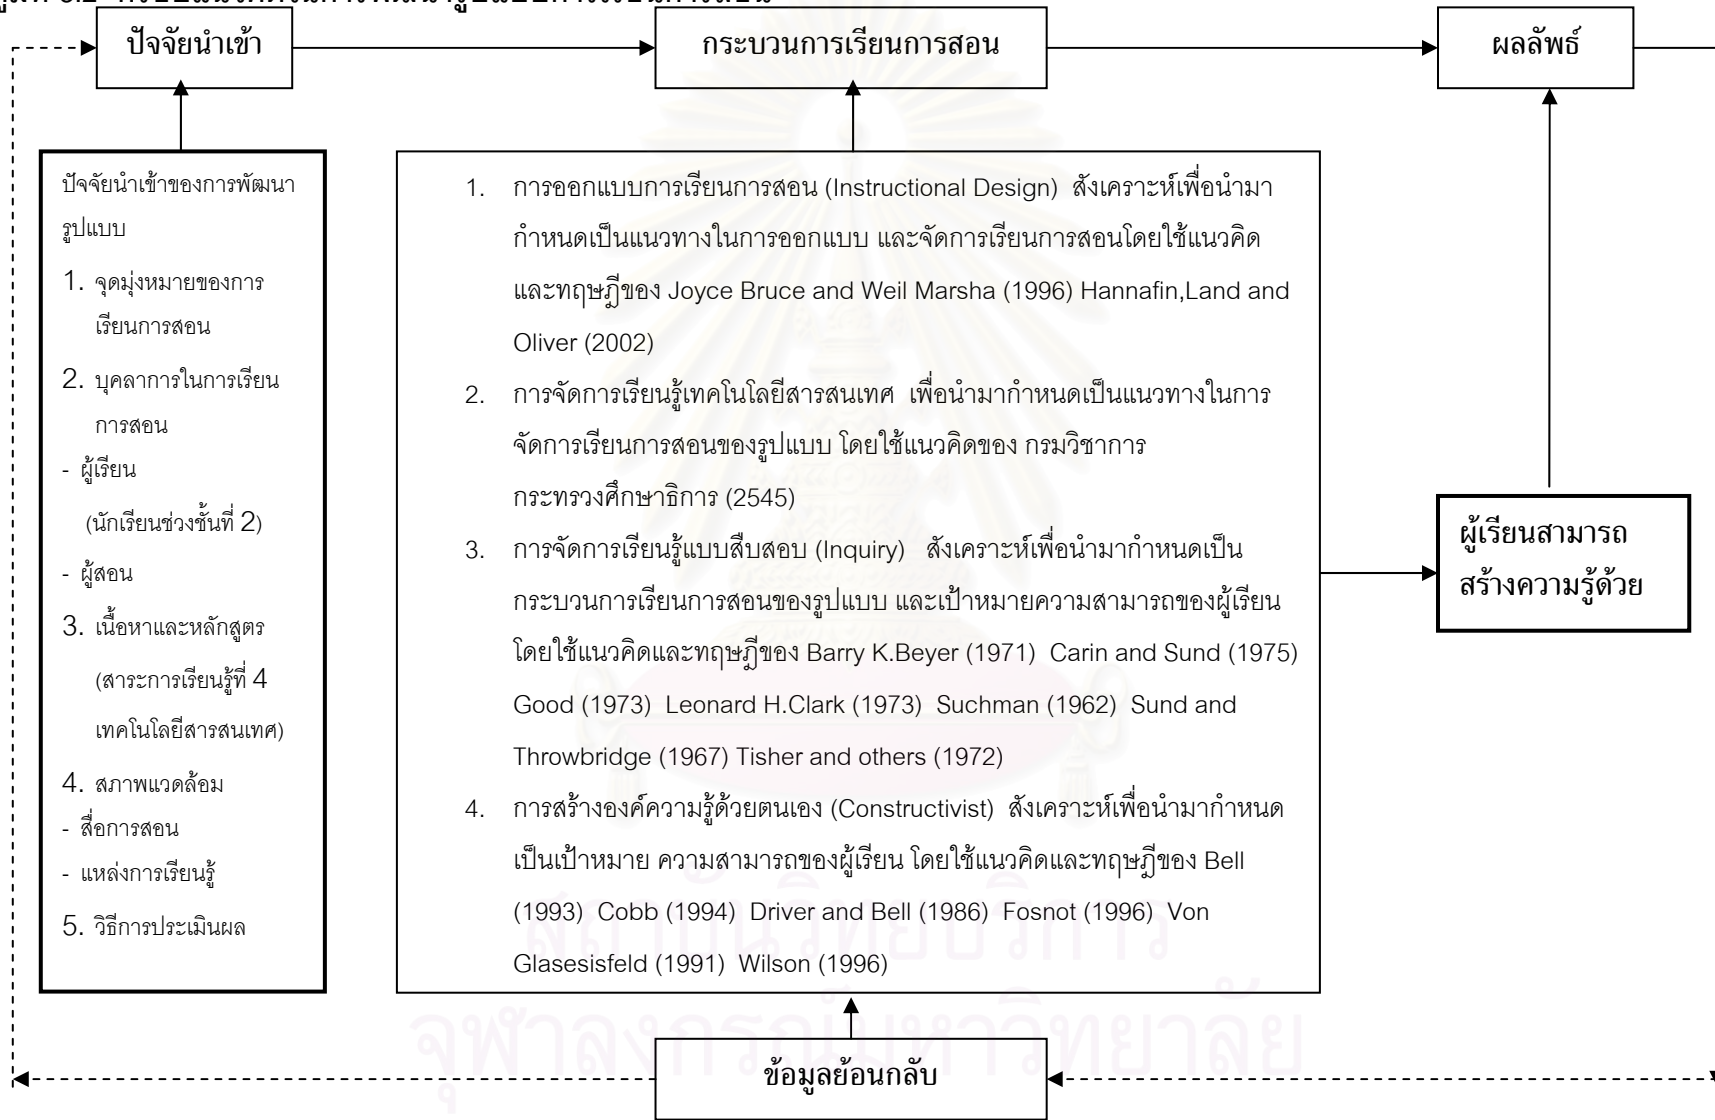 ปัจจัยนำเข้า
กระบวนการเรียนการสอน
ผลลัพธ์
ปัจจัยนำเข้าของการพัฒนา
รูปแบบ
1. จุดมุ่งหมายของการ
เรียนการสอน
2. บุคลาการในการเรียน
การสอน
- ผู้เรียน
(นักเรียนช่วงชั้นที่ 2)
- ผู้สอน
3. เนื้อหาและหลักสูตร
(สาระการเรียนรู้ที่ 4
เทคโนโลยีสารสนเทศ)
4. สภาพแวดล้อม
- สื่อการสอน
- แหล่งการเรียนรู้
5. วิธีการประเมินผล
1. การออกแบบการเรียนการสอน (Instructional Design) สังเคราะห์เพื่อนำมา
กำหนดเป็นแนวทางในการออกแบบ และจัดการเรียนการสอนโดยใช้แนวคิด
และทฤษฎีของ Joyce Bruce and Weil Marsha (1996) Hannafin,Land and
Oliver (2002)
2. การจัดการเรียนรู้เทคโนโลยีสารสนเทศ เพื่อนำมากำหนดเป็นแนวทางในการ
จัดการเรียนการสอนของรูปแบบ โดยใช้แนวคิดของ กรมวิชาการ
กระทรวงศึกษาธิการ (2545)
3. การจัดการเรียนรู้แบบสืบสอบ (Inquiry) สังเคราะห์เพื่อนำมากำหนดเป็น
กระบวนการเรียนการสอนของรูปแบบ และเป้าหมายความสามารถของผู้เรียน
โดยใช้แนวคิดและทฤษฎีของ Barry K.Beyer (1971) Carin and Sund (1975)
Good (1973) Leonard H.Clark (1973) Suchman (1962) Sund and
Throwbridge (1967) Tisher and others (1972)
4. การสร้างองค์ความรู้ด้วยตนเอง (Constructivist) สังเคราะห์เพื่อนำมากำหนด
เป็นเป้าหมาย ความสามารถของผู้เรียน โดยใช้แนวคิดและทฤษฎีของ Bell
(1993) Cobb (1994) Driver and Bell (1986) Fosnot (1996) Von
Glasesisfeld (1991) Wilson (1996)
ผู้เรียนสามารถ
สร้างความรู้ด้วย
ข้อมูลย้อนกลับ
สถาบันวิทยบริการ
จุฬาลงกรณ์มหาวิทยาลัย